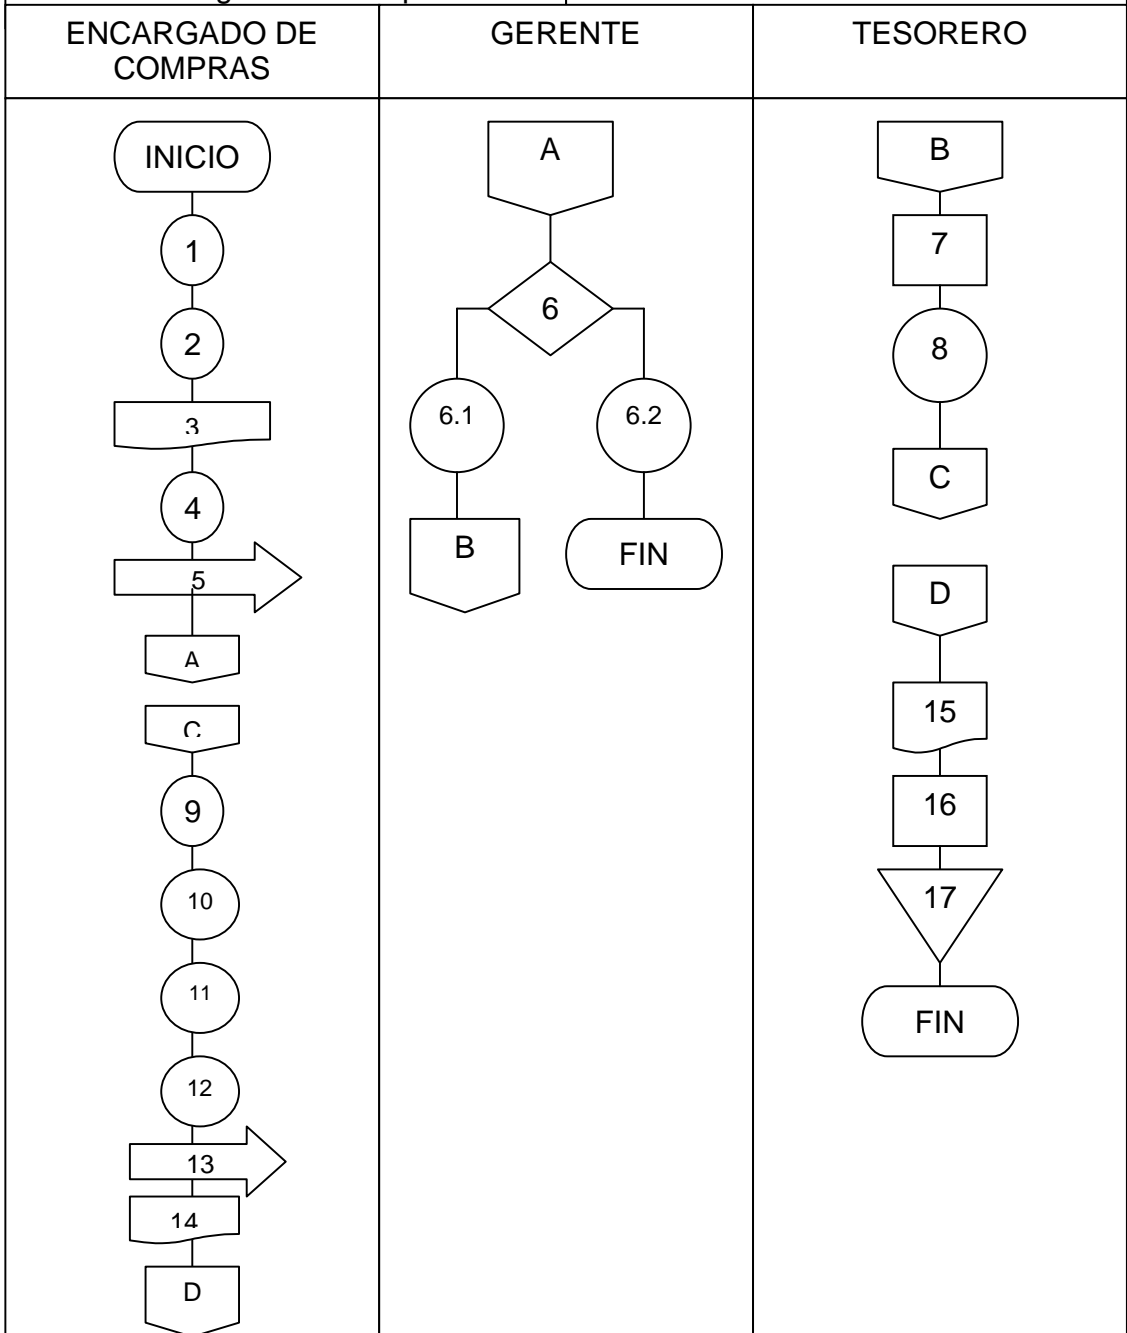 ENCARGADO DE
COMPRAS
GERENTE
TESORERO
INICIO
1
2
3
4
5
A
C
9
10
11
12
13
14
D
A
6
6.1
6.2
B
FIN
B
7
8
C
D
15
16
17
FIN